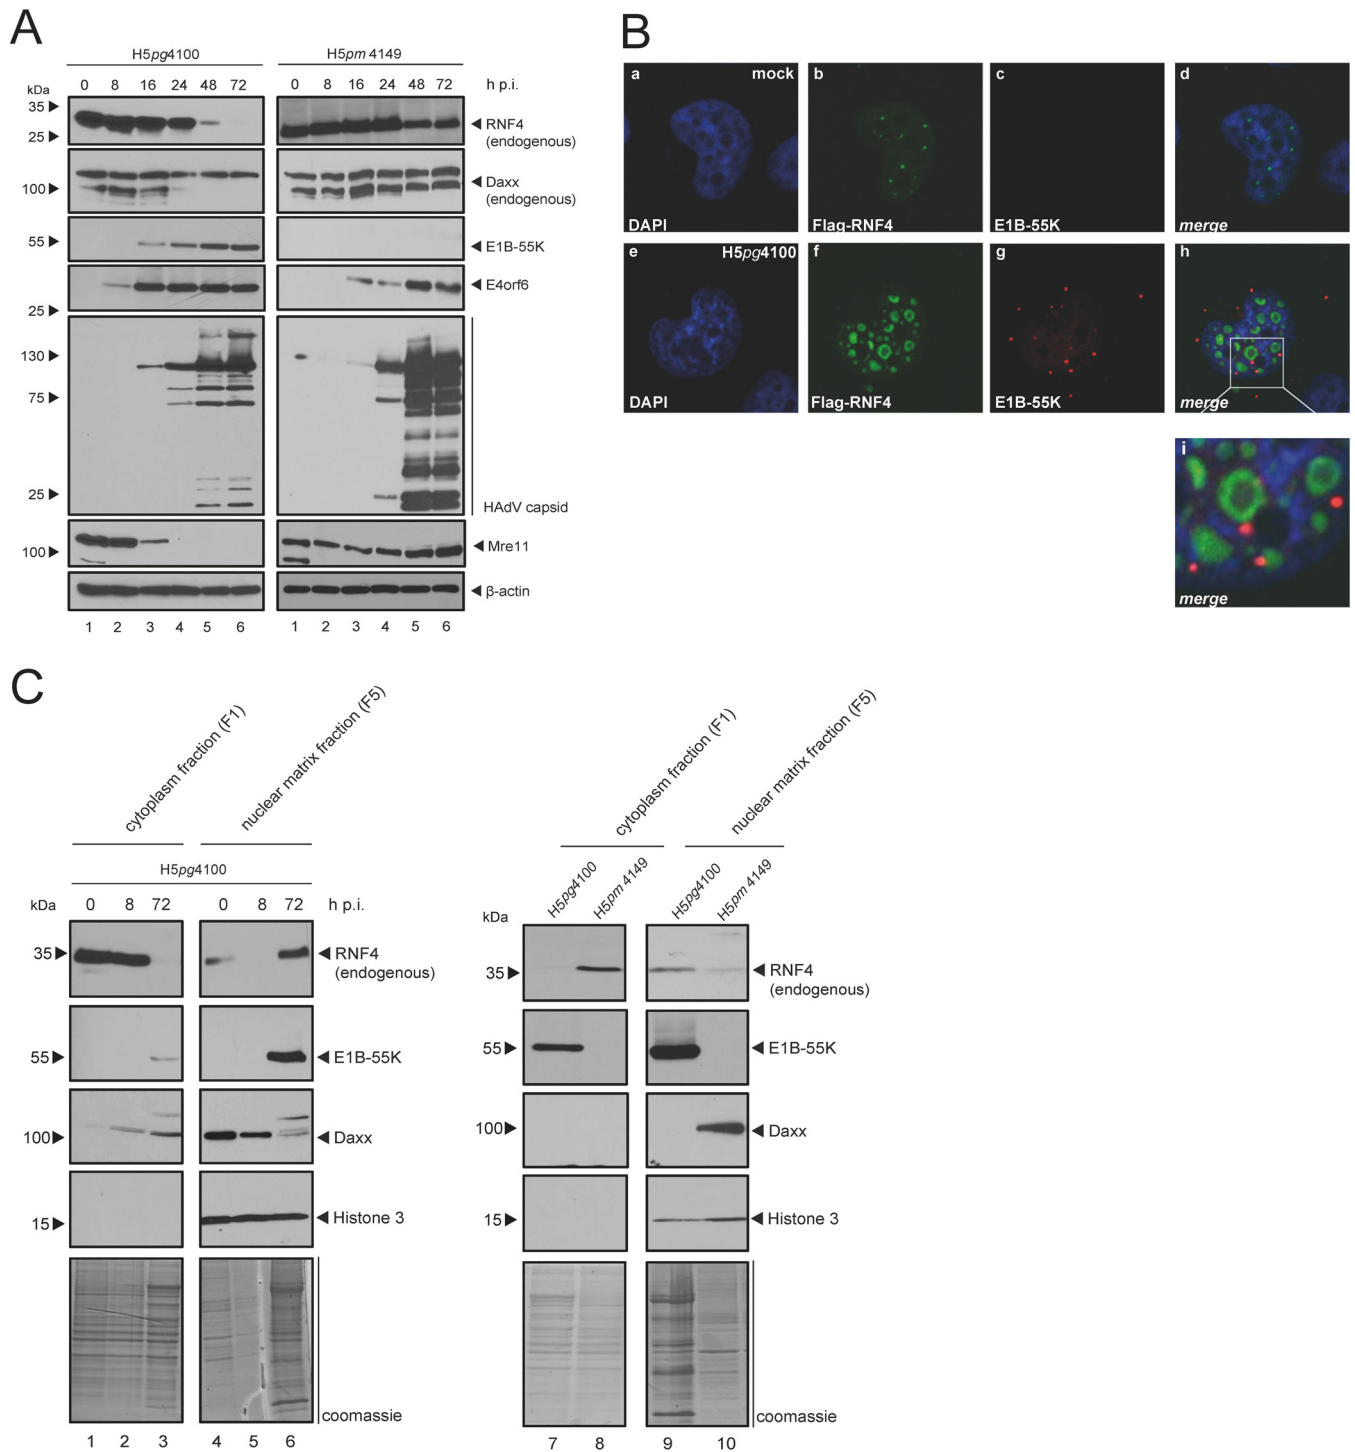 A
H5pg4100
H5pm 4149
kDa
0 8 16 24 48 72
0 8 16 24 48 72
h p.i.
35
25
RNF4
(endogenous)
100
Daxx
(endogenous)
55
E1B-55K
E4orf6
25
130
75
25
HAdV capsid
100
Mre11
β-actin
1 2 3 4 5 6
1 2 3 4 5 6
B
a
mock
DAPI
b
Flag-RNF4
c
E1B-55K
d
merge
e
H5pg4100
DAPI
f
Flag-RNF4
g
E1B-55K
h
merge
i
merge
C
cytoplasm fraction (F1)
nuclear matrix fraction (F5)
H5pg4100
kDa
0 8 72
0 8 72
h p.i.
35
RNF4
(endogenous)
55
E1B-55K
100
Daxx
15
Histone 3
coomassie
1 2 3 4 5 6
cytoplasm fraction (F1)
nuclear matrix fraction (F5)
H5pg4100
H5pm 4149
H5pg4100
H5pm 4149
kDa
35
RNF4
(endogenous)
55
E1B-55K
100
Daxx
15
Histone 3
coomassie
7 8 9 10